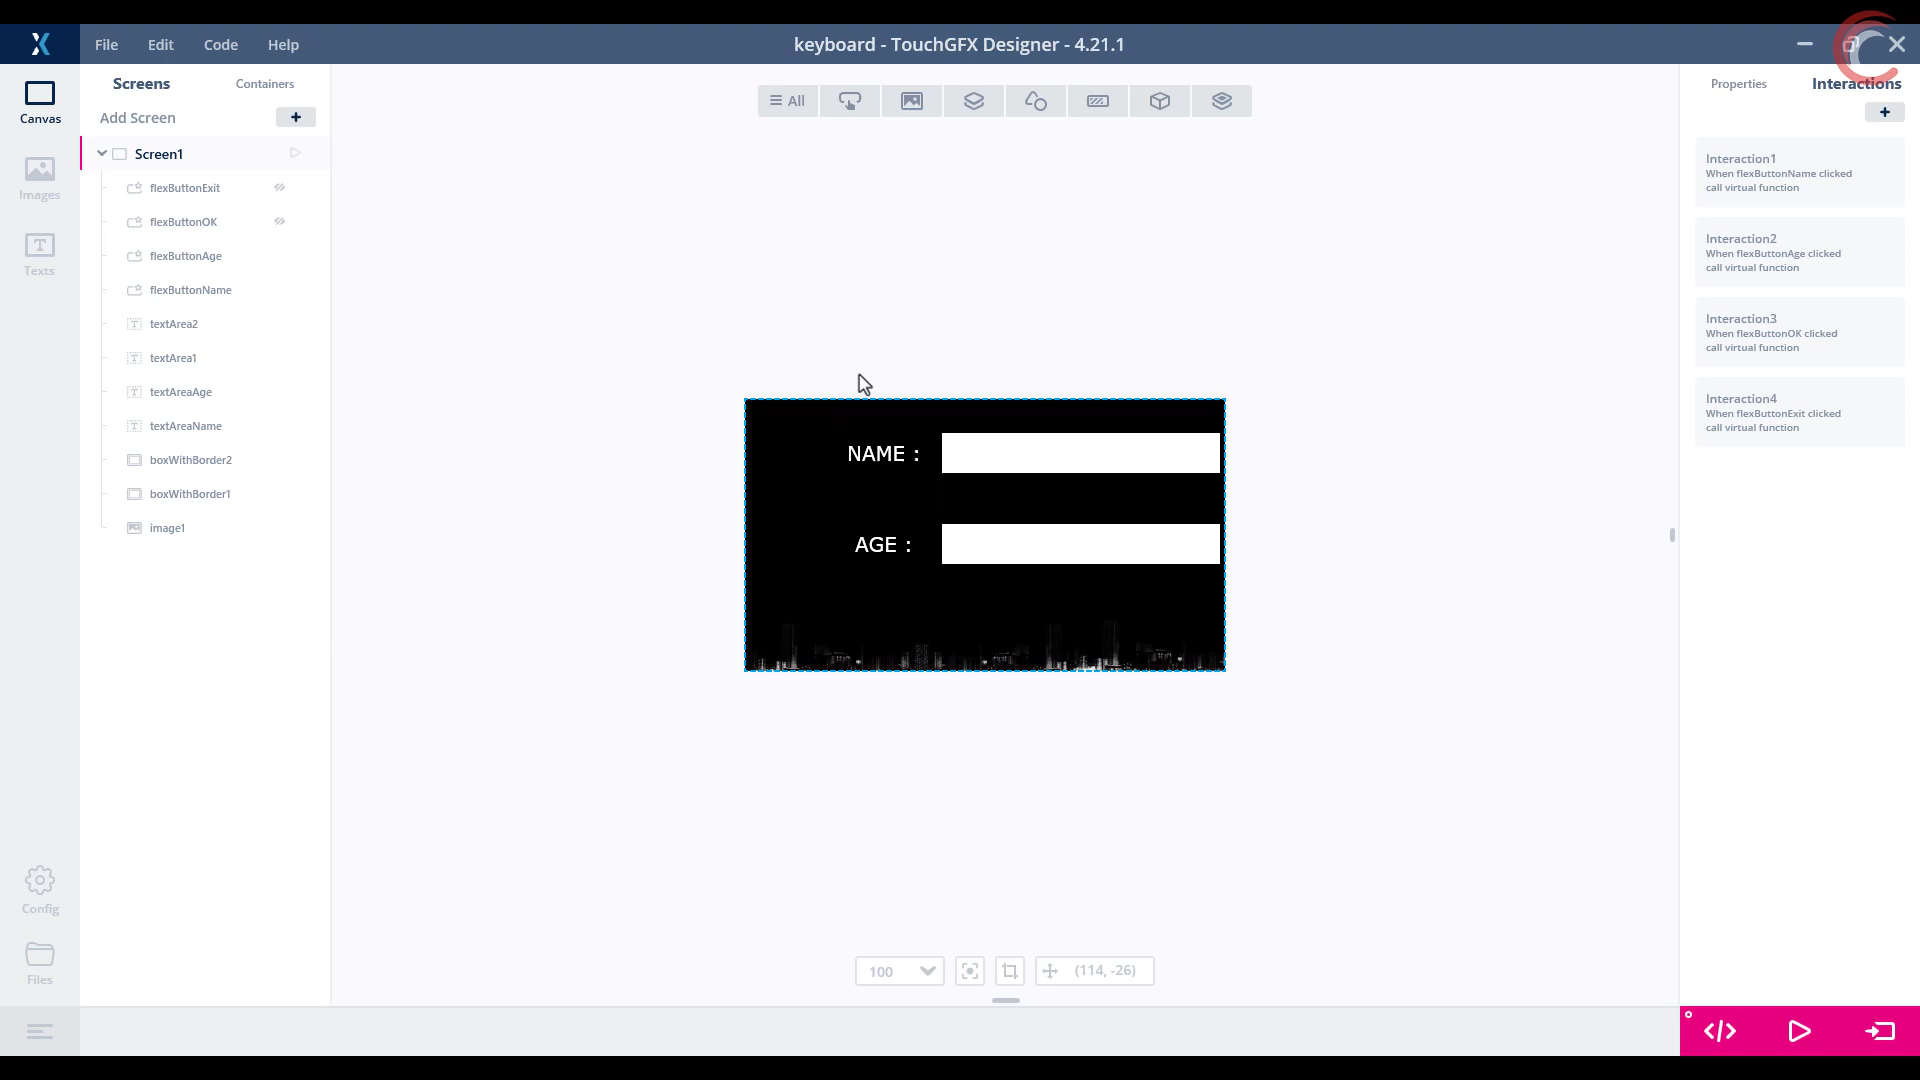 File Edit Code Help
keyboard - TouchGFX Designer - 4.21.1
Canvas
Images
Texts
Config
Files
Screens Containers
Add Screen
Screen1
flexButtonExit
flexButtonOK
flexButtonAge
flexButtonName
textArea2
textArea1
textAreaAge
textAreaName
boxWithBorder2
boxWithBorder1
image1
All
NAME :
AGE :
100
(114, -26)
Properties Interactions
Interaction1
When flexButtonName clicked
call virtual function
Interaction2
When flexButtonAge clicked
call virtual function
Interaction3
When flexButtonOK clicked
call virtual function
Interaction4
When flexButtonExit clicked
call virtual function